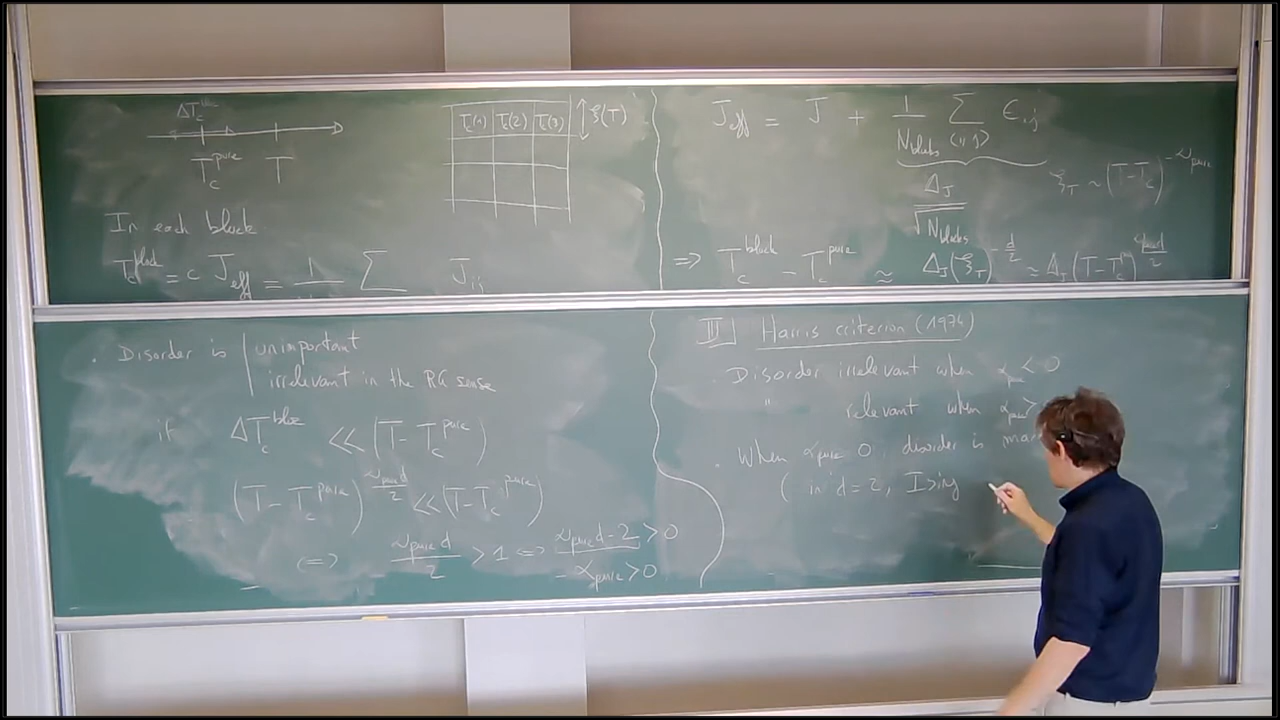 ΔT_c^bloc
T_c^pure T
T_c(1) T_c(2) T_c(3) ξ(T)
In each block
T_c^block = c J_eff = 1 Σ J_ij
J_eff = J + 1/N_blocks Σ_(i,j) ε_ij
Δ_J/√N_blocks
ξ_T ~ (T-T_c)^-ν_pure
=> T_c^block - T_c^pure ≈ Δ_J(ξ_T)^-d/2 ≈ Δ_J(T-T_c^p)^ν_pure d/2
. Disorder is | unimportant
irrelevant in the RG sense
if ΔT_c^bloc << (T - T_c^pure)
(T - T_c^pure)^ν_pure d/2 << (T - T_c^pure)
<=> ν_pure d/2 > 1 <=> ν_pure d - 2 > 0
- α_pure > 0
III] Harris criterion (1974)
. Disorder irrelevant when α_pure < 0
" relevant when α_pure >
. When α_pure 0, disorder is
( in d=2, Ising